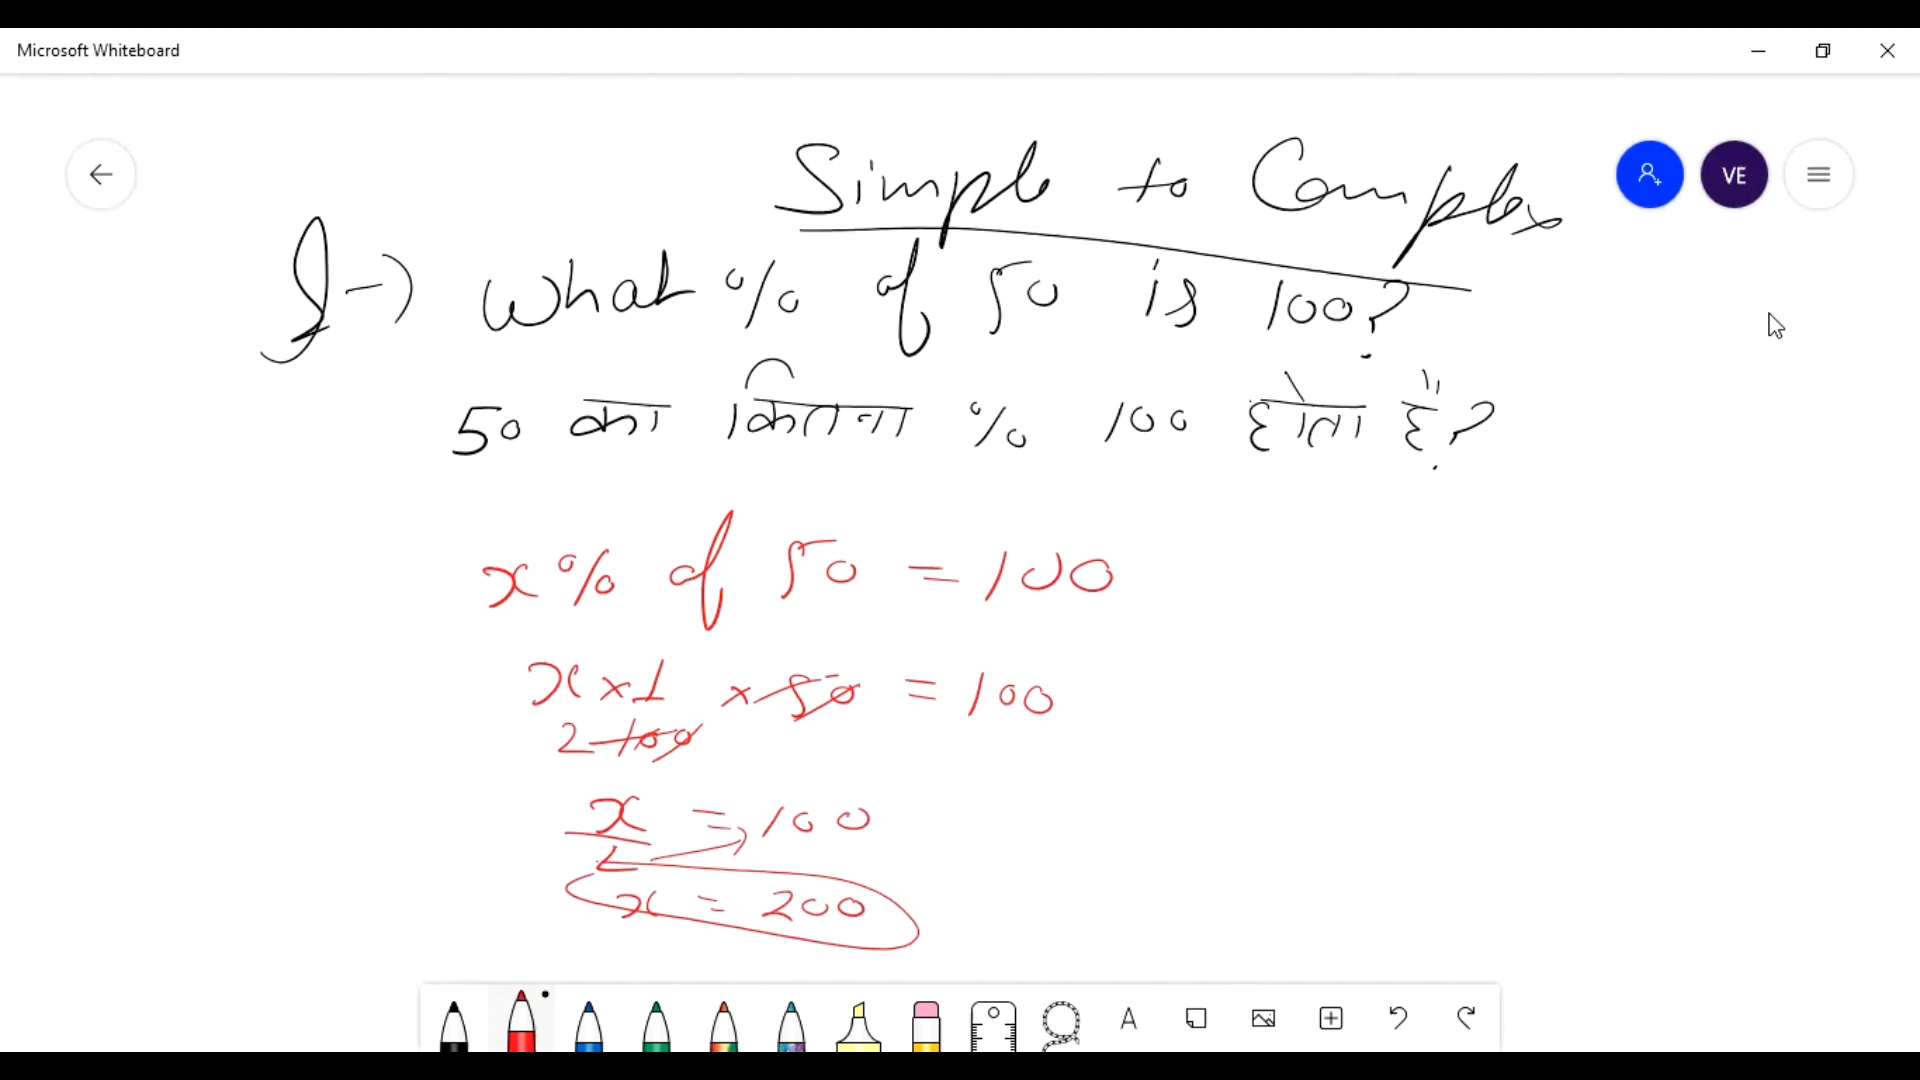 Microsoft Whiteboard
VE
Simple to Complex
Q-) What % of 50 is 100?
50 का कितना % 100 होता है?
x% of 50 = 100
x × 1 × 50 = 100
2 100
x = 100
2
x = 200
A